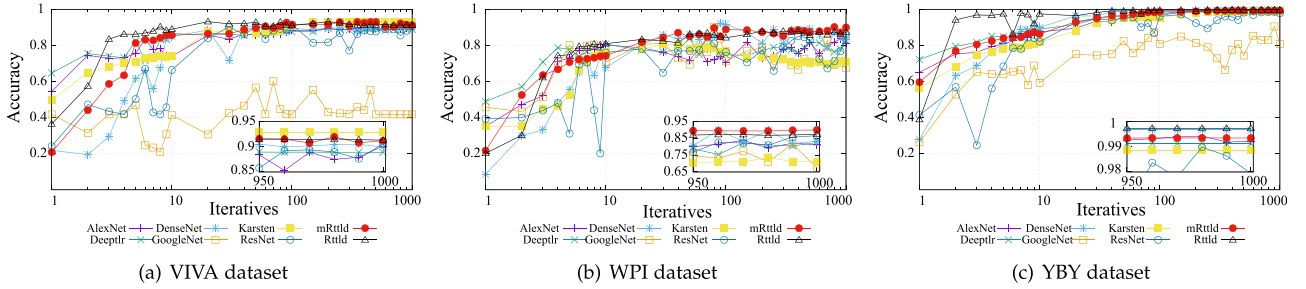 1
0.8
0.6
0.4
0.2
Accuracy
0.95
0.9
0.85
950
1000
1
10
100
1000
Iteratives
AlexNet
DenseNet
Karsten
mRttld
Deeptlr
GoogleNet
ResNet
Rttld
(a) VIVA dataset
1
0.8
0.6
0.4
0.2
Accuracy
0.95
0.85
0.75
0.65
950
1000
1
10
100
1000
Iteratives
AlexNet
DenseNet
Karsten
mRttld
Deeptlr
GoogleNet
ResNet
Rttld
(b) WPI dataset
1
0.8
0.6
0.4
0.2
Accuracy
1
0.99
0.98
950
1000
1
10
100
1000
Iteratives
AlexNet
DenseNet
Karsten
mRttld
Deeptlr
GoogleNet
ResNet
Rttld
(c) YBY dataset